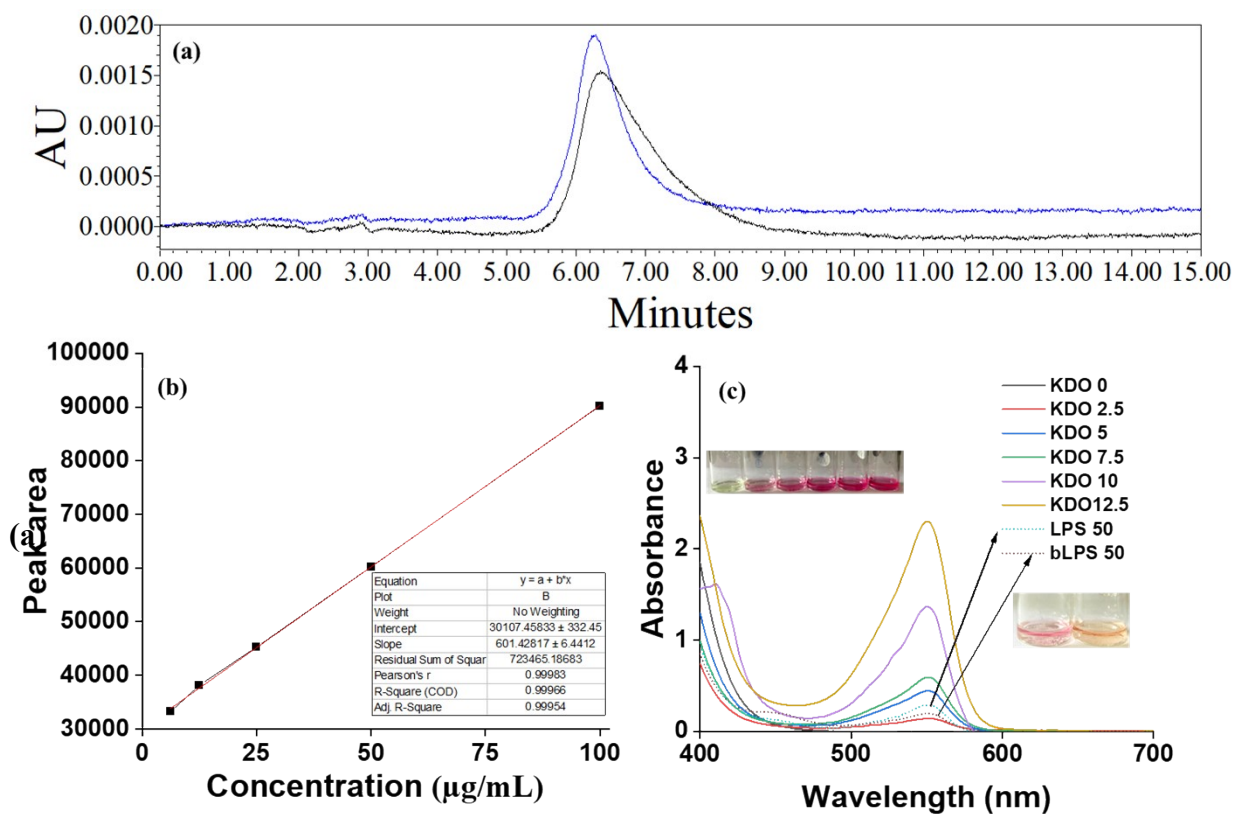 (a)
0.0020
0.0015
0.0010
0.0005
0.0000
AU
0.00 1.00 2.00 3.00 4.00 5.00 6.00 7.00 8.00 9.00 10.00 11.00 12.00 13.00 14.00 15.00
Minutes
(b)
100000
90000
80000
70000
60000
50000
40000
30000
(a)
Peak area
Equation y = a + b*x
Plot B
Weight No Weighting
Intercept 30107.45833 ± 332.45
Slope 601.42817 ± 6.4412
Residual Sum of Squar 723465.18683
Pearson's r 0.99983
R-Square (COD) 0.99966
Adj. R-Square 0.99954
0 25 50 75 100
Concentration (µg/mL)
(c)
4
3
2
1
0
Absorbance
KDO 0
KDO 2.5
KDO 5
KDO 7.5
KDO 10
KDO12.5
LPS 50
bLPS 50
400 500 600 700
Wavelength (nm)